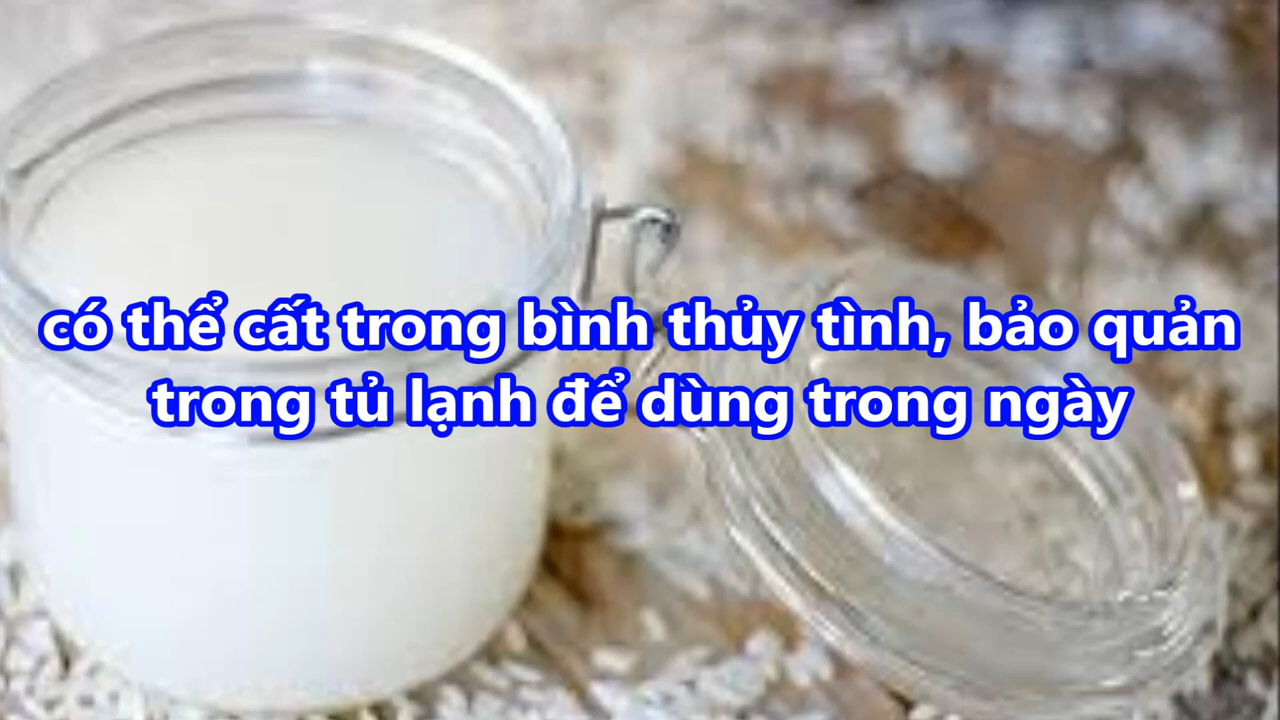 có thể cất trong bình thủy tình, bảo quản
trong tủ lạnh để dùng trong ngày